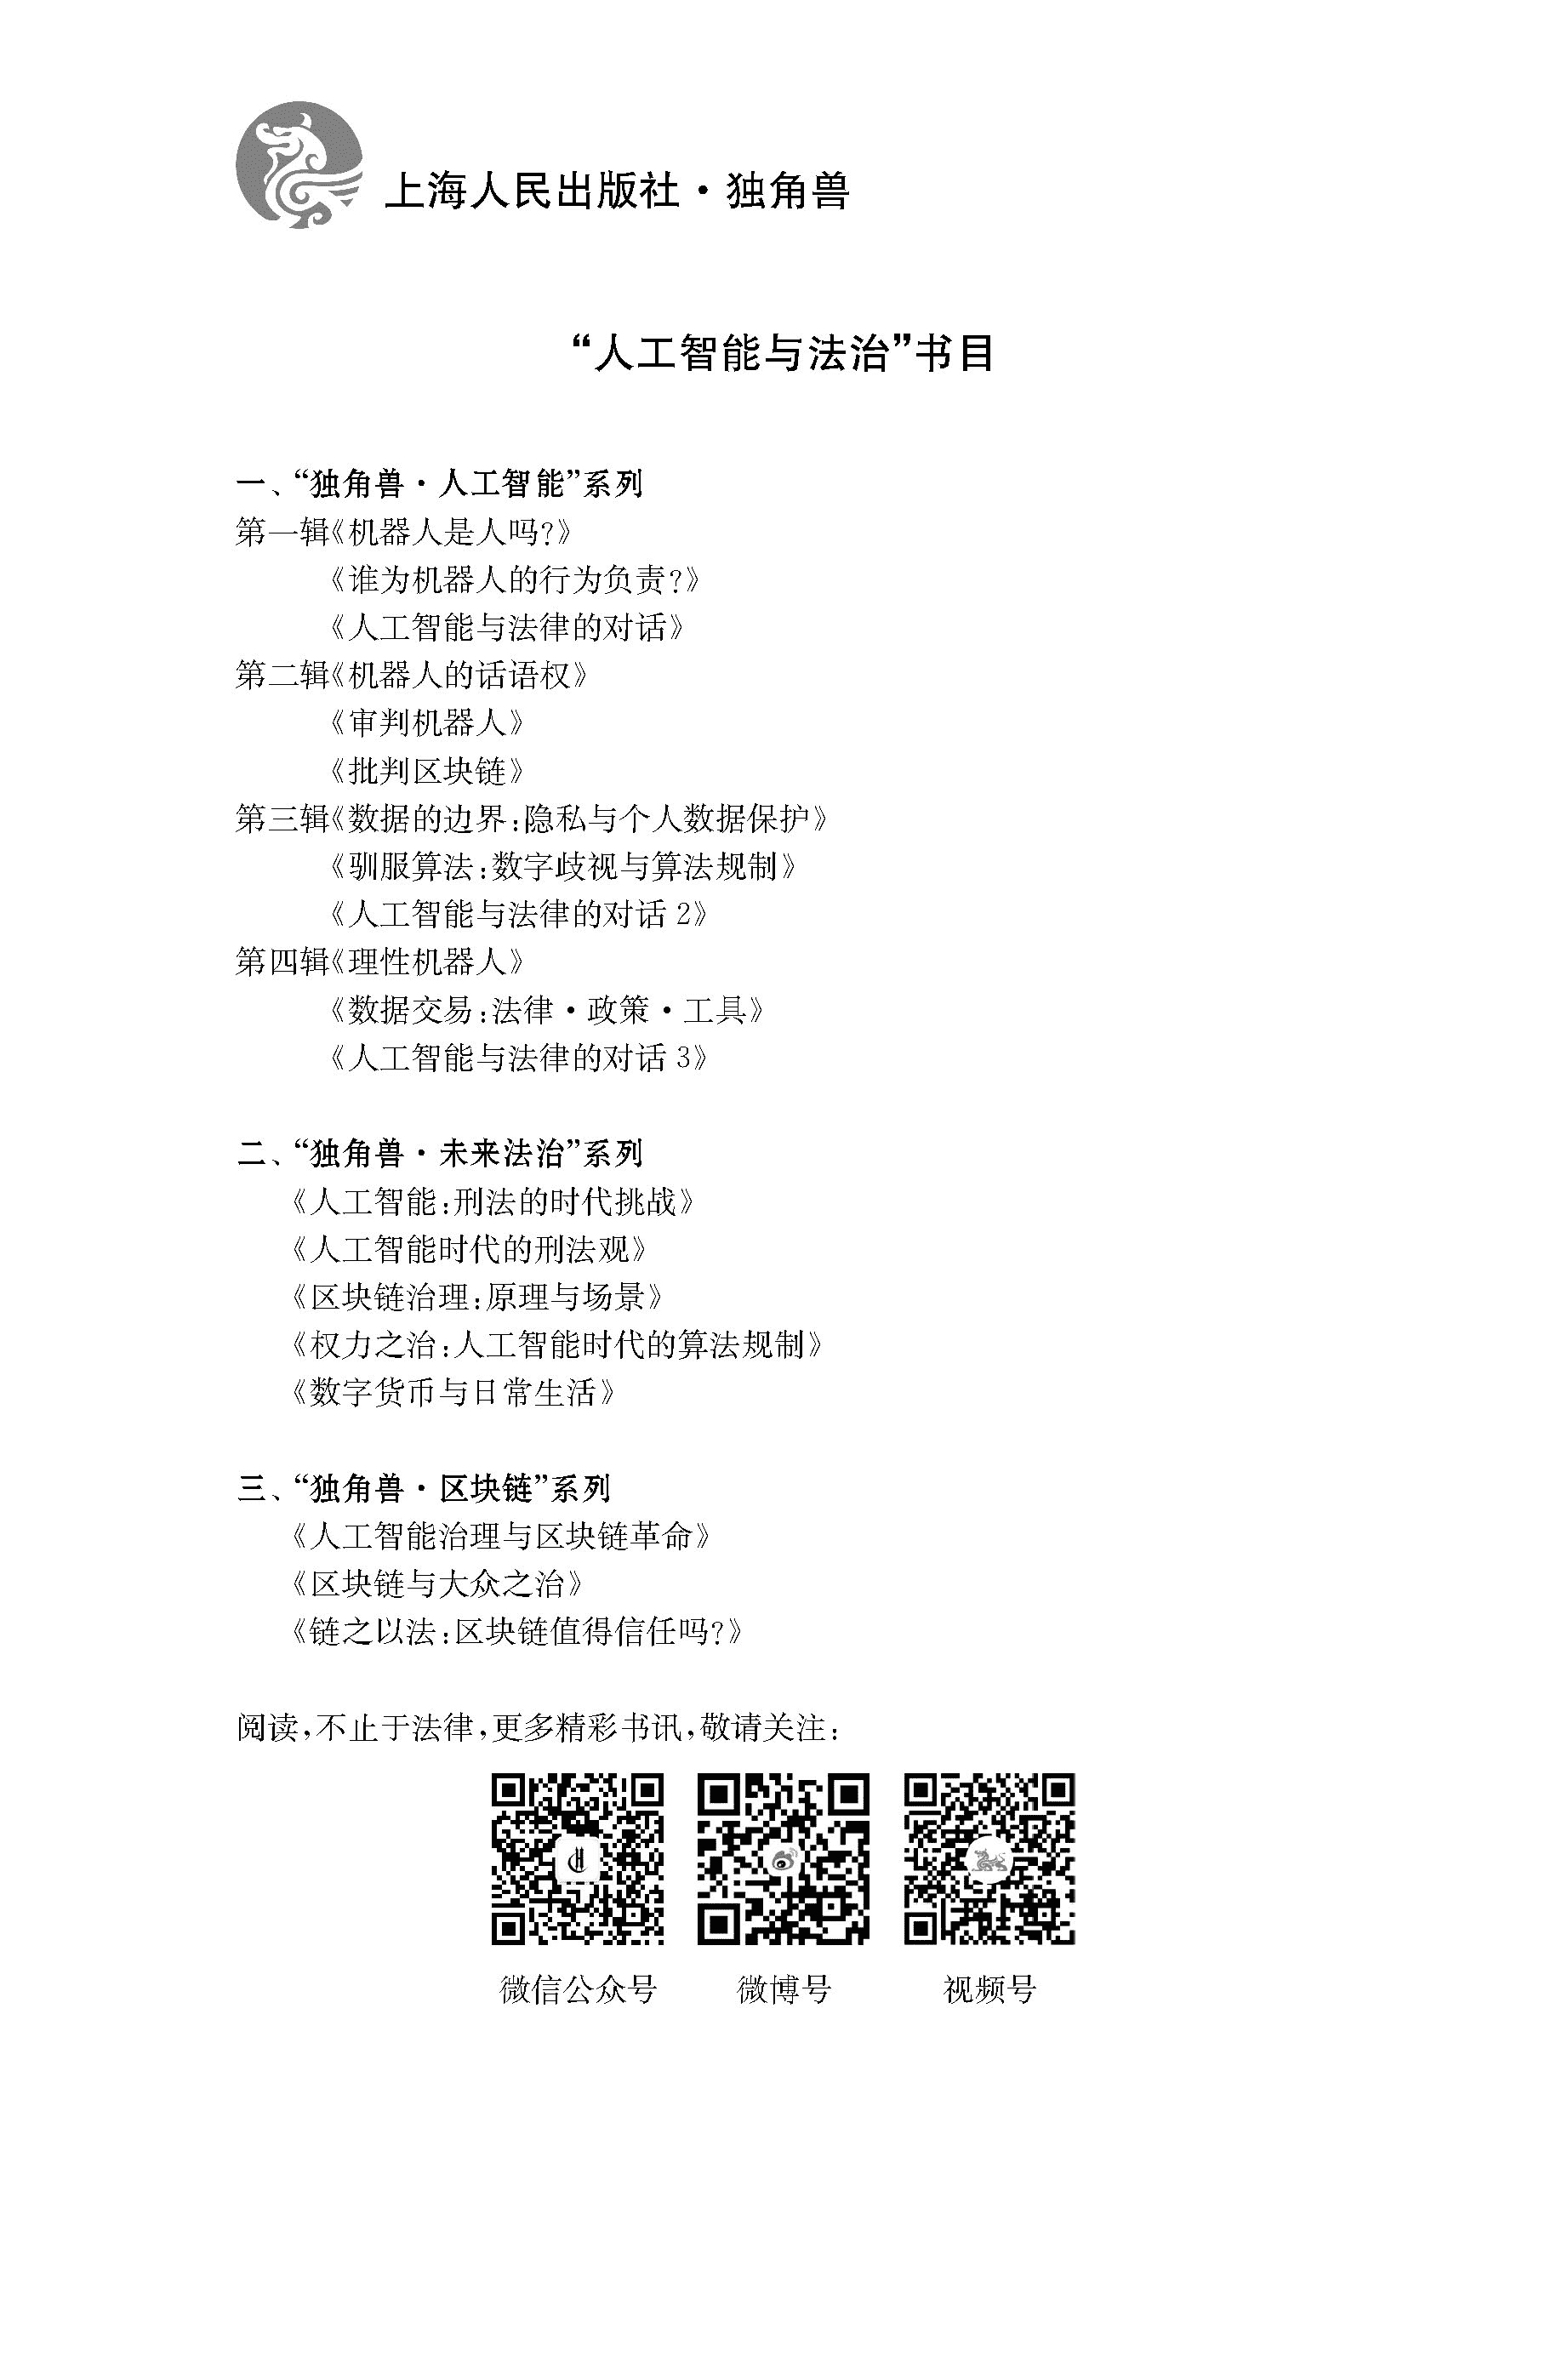 上海人民出版社·独角兽
“人工智能与法治”书目
一、“独角兽·人工智能”系列
第一辑《机器人是人吗?》
《谁为机器人的行为负责?》
《人工智能与法律的对话》
第二辑《机器人的话语权》
《审判机器人》
《批判区块链》
第三辑《数据的边界:隐私与个人数据保护》
《驯服算法:数字歧视与算法规制》
《人工智能与法律的对话 2》
第四辑《理性机器人》
《数据交易:法律·政策·工具》
《人工智能与法律的对话 3》
二、“独角兽·未来法治”系列
《人工智能:刑法的时代挑战》
《人工智能时代的刑法观》
《区块链治理:原理与场景》
《权力之治:人工智能时代的算法规制》
《数字货币与日常生活》
三、“独角兽·区块链”系列
《人工智能治理与区块链革命》
《区块链与大众之治》
《链之以法:区块链值得信任吗?》
阅读,不止于法律,更多精彩书讯,敬请关注:
微信公众号 微博号 视频号